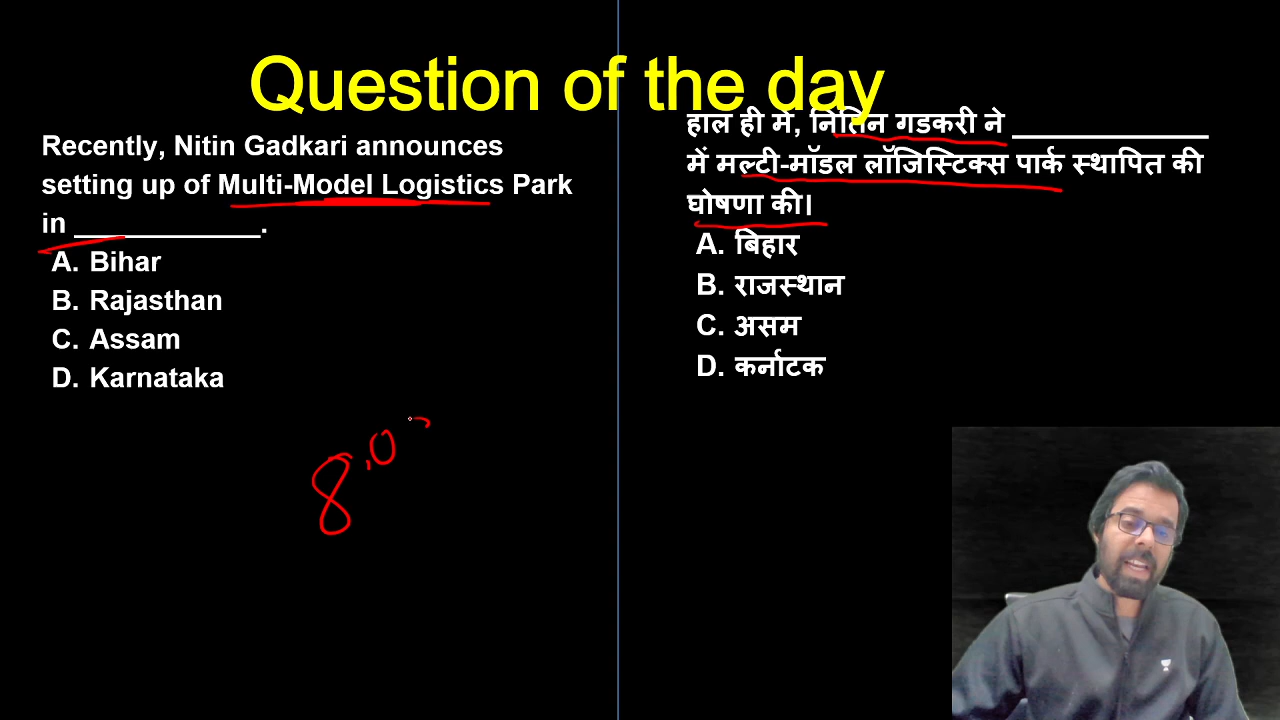 Question of the day
Recently, Nitin Gadkari announces
setting up of Multi-Model Logistics Park
in ____________.
A. Bihar
B. Rajasthan
C. Assam
D. Karnataka
हाल ही में, नितिन गडकरी ने _____________
में मल्टी-मॉडल लॉजिस्टिक्स पार्क स्थापित की
घोषणा की।
A. बिहार
B. राजस्थान
C. असम
D. कर्नाटक